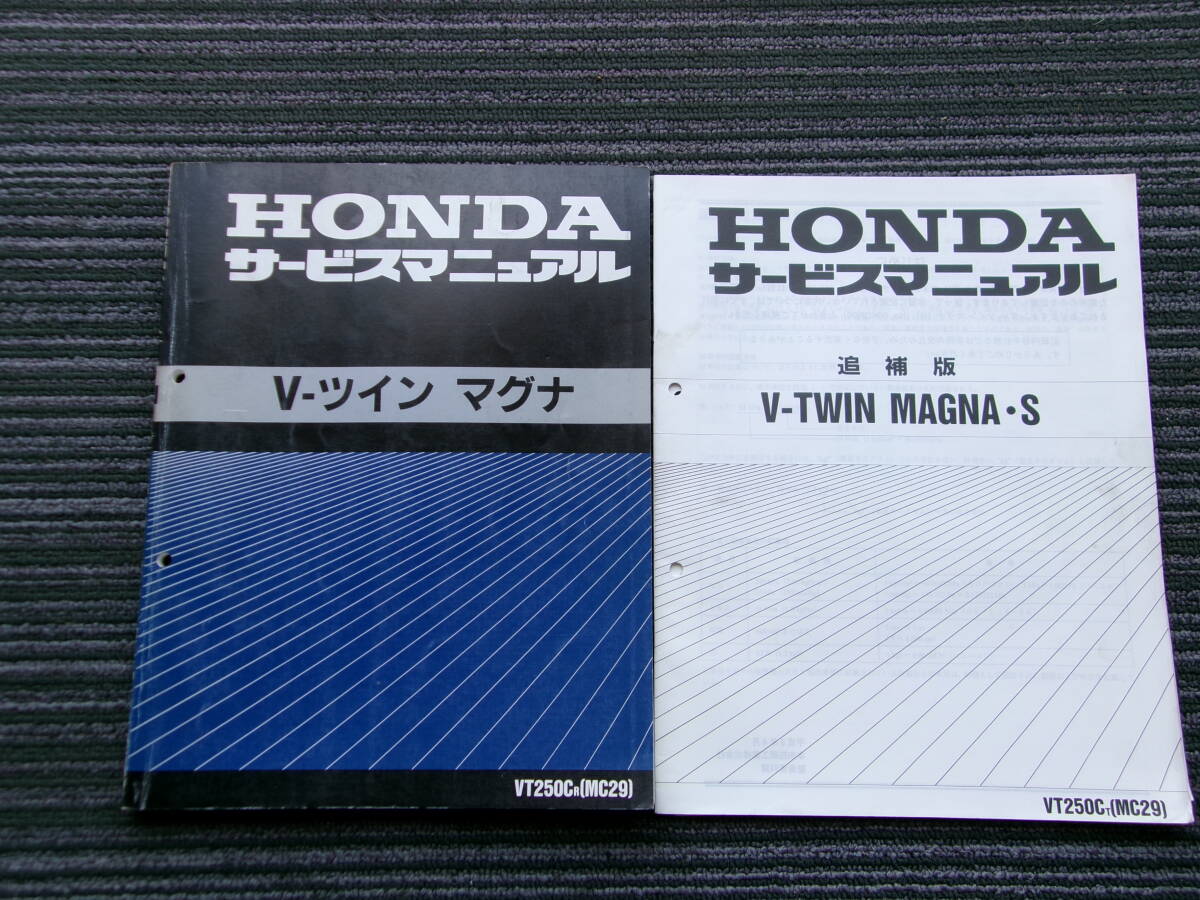 HONDA
サービスマニュアル
V-ツイン マグナ
VT250CR(MC29)
HONDA
サービスマニュアル
追補版
V-TWIN MAGNA・S
VT250CT(MC29)